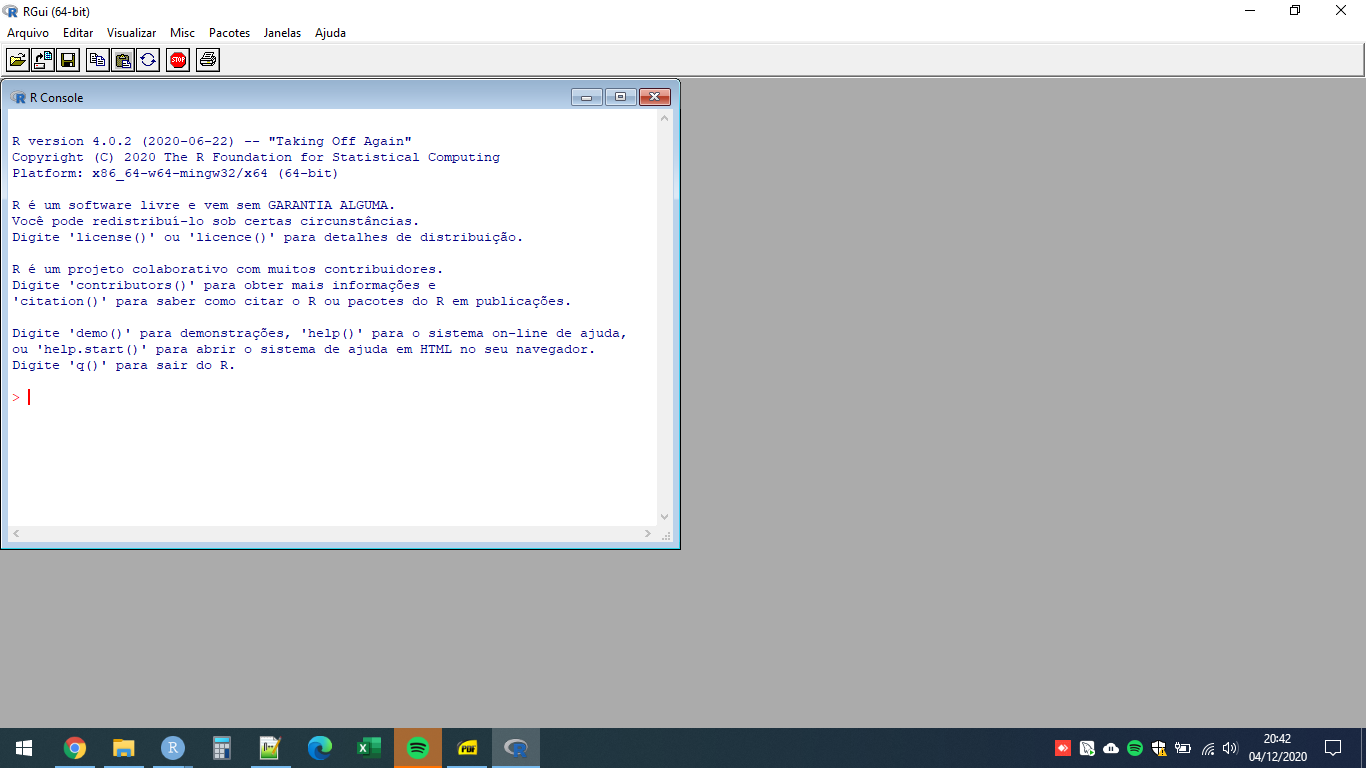 RGui (64-bit)
Arquivo Editar Visualizar Misc Pacotes Janelas Ajuda
STOP
R Console
R version 4.0.2 (2020-06-22) -- "Taking Off Again"
Copyright (C) 2020 The R Foundation for Statistical Computing
Platform: x86_64-w64-mingw32/x64 (64-bit)
R é um software livre e vem sem GARANTIA ALGUMA.
Você pode redistribuí-lo sob certas circunstâncias.
Digite 'license()' ou 'licence()' para detalhes de distribuição.
R é um projeto colaborativo com muitos contribuidores.
Digite 'contributors()' para obter mais informações e
'citation()' para saber como citar o R ou pacotes do R em publicações.
Digite 'demo()' para demonstrações, 'help()' para o sistema on-line de ajuda,
ou 'help.start()' para abrir o sistema de ajuda em HTML no seu navegador.
Digite 'q()' para sair do R.
>
PDF
20:42
04/12/2020